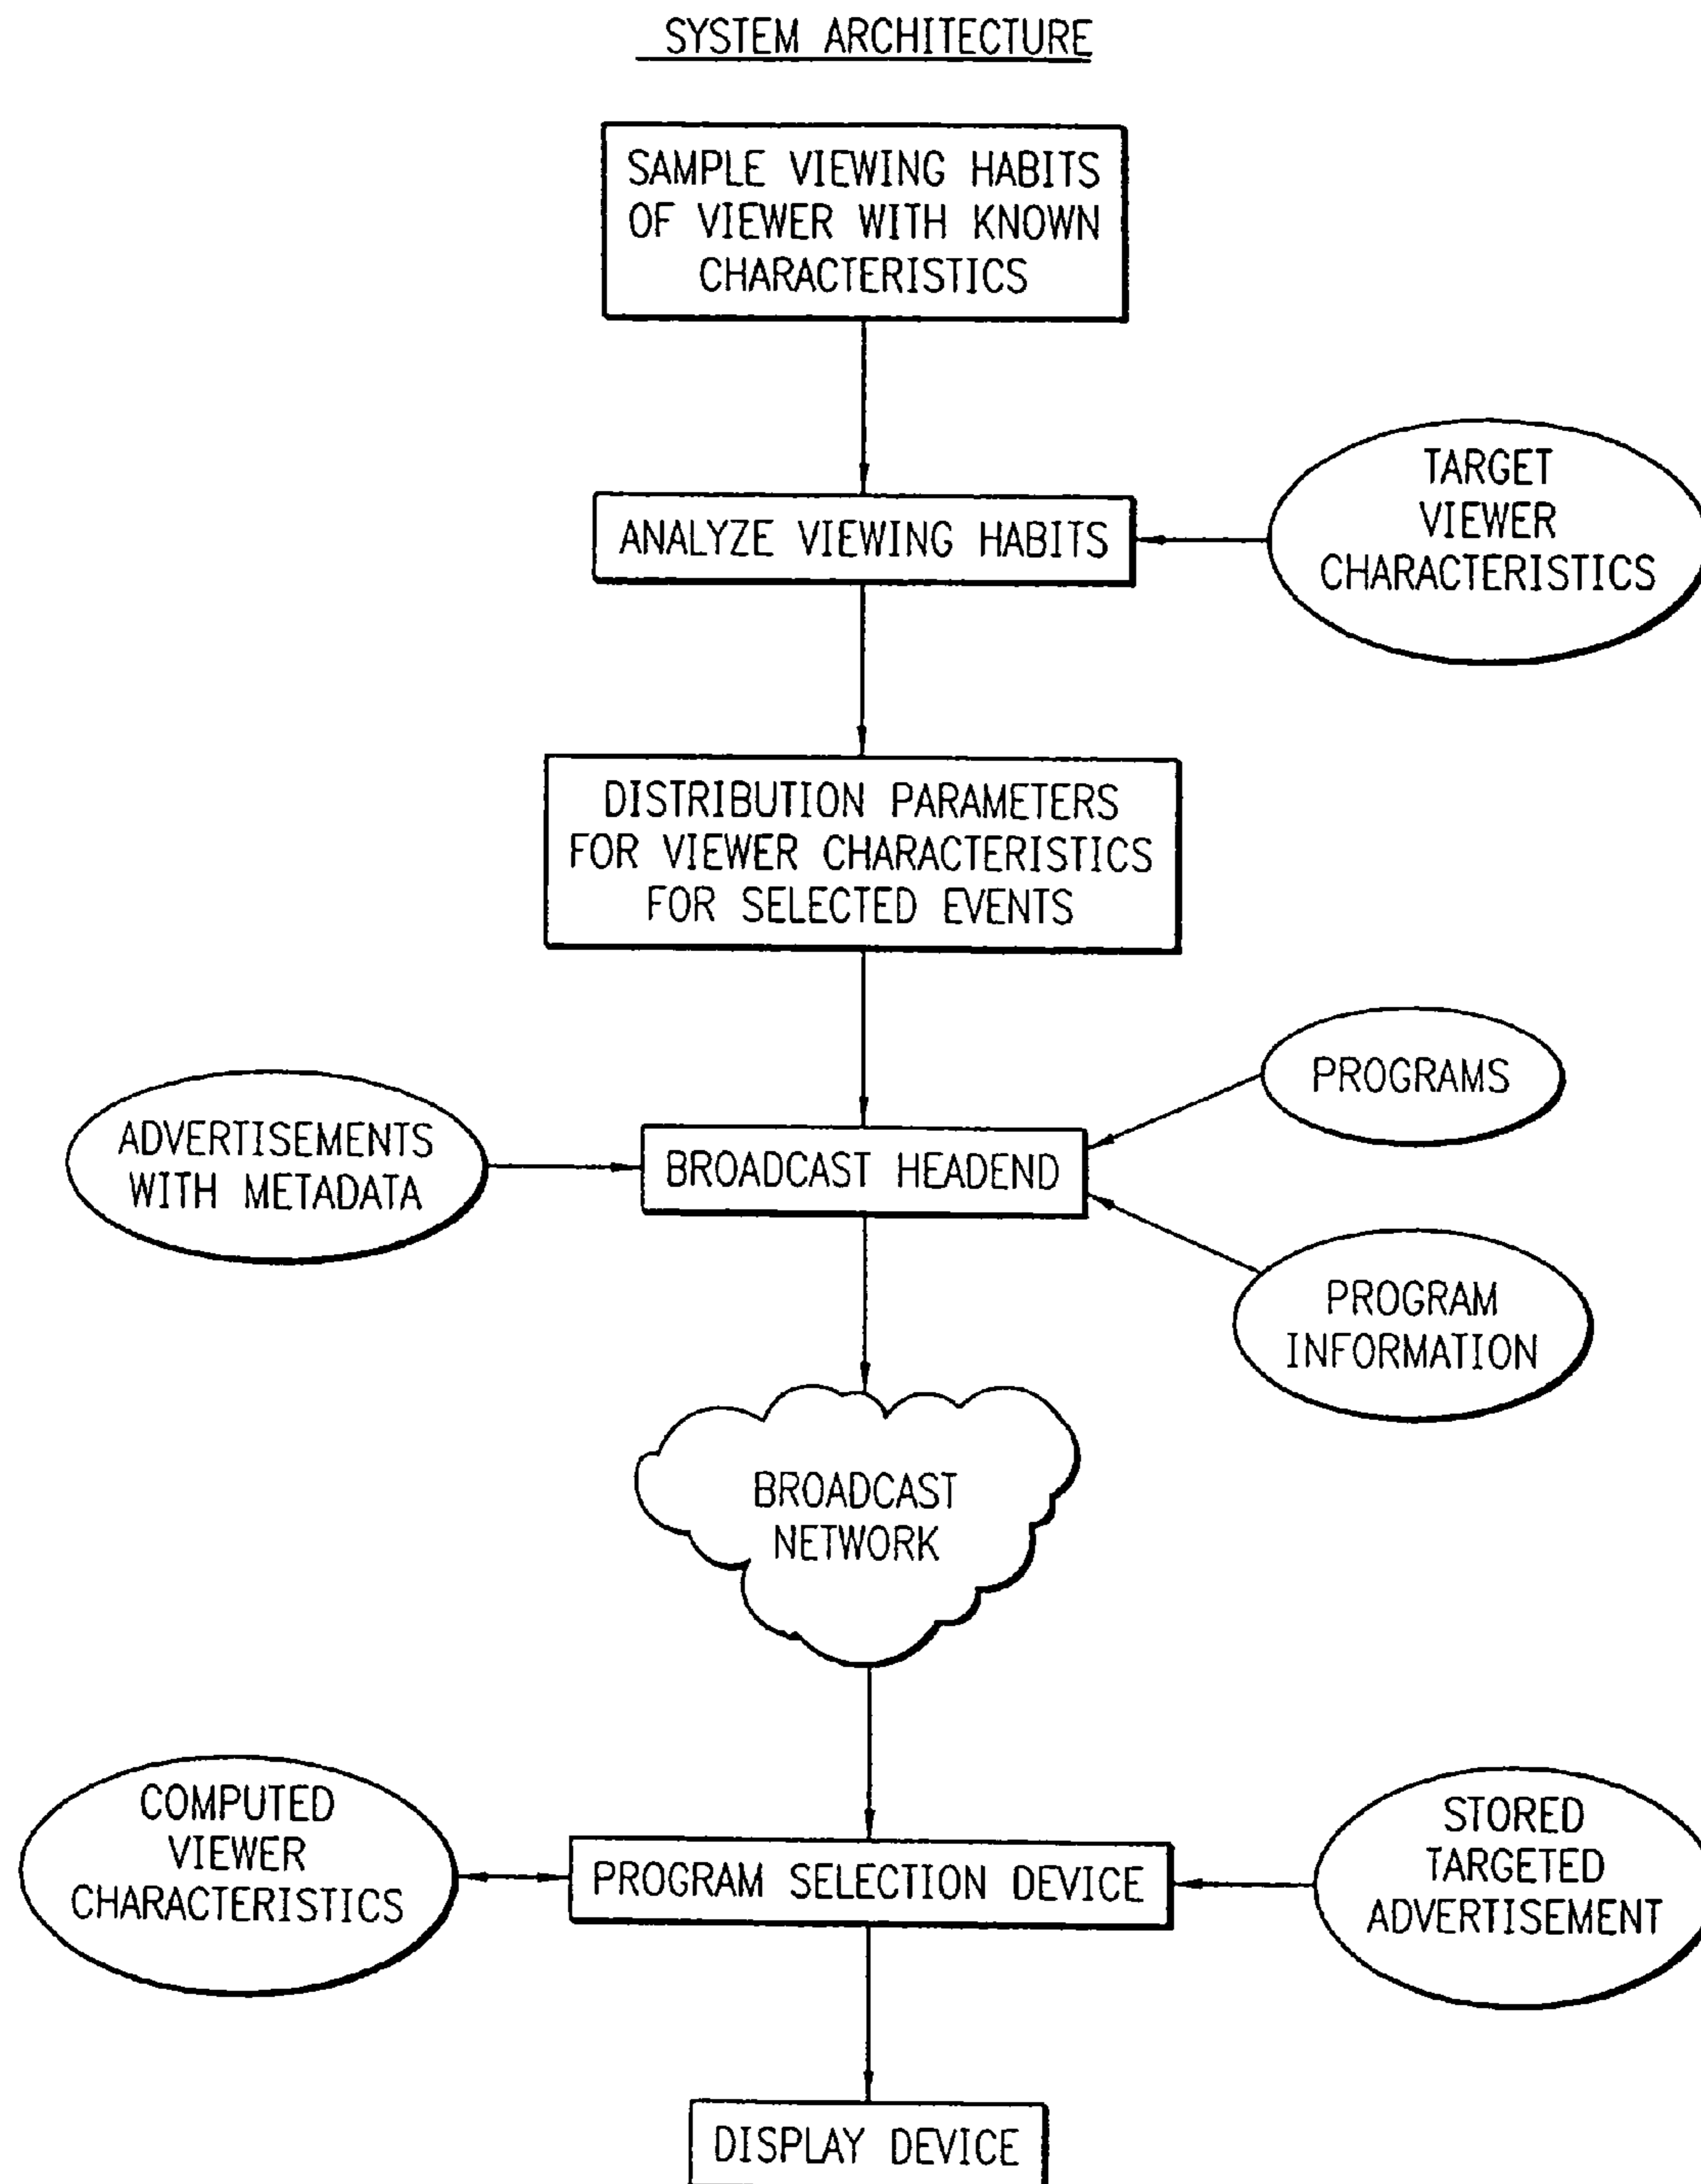 SYSTEM ARCHITECTURE
SAMPLE VIEWING HABITS
OF VIEWER WITH KNOWN
CHARACTERISTICS
TARGET
VIEWER
CHARACTERISTICS
ANALYZE VIEWING HABITS
DISTRIBUTION PARAMETERS
FOR VIEWER CHARACTERISTICS
FOR SELECTED EVENTS
PROGRAMS
ADVERTISEMENTS
WITH METADATA
BROADCAST HEADEND
PROGRAM
INFORMATION
BROADCAST
NETWORK
COMPUTED
VIEWER
CHARACTERISTICS
PROGRAM SELECTION DEVICE
STORED
TARGETED
ADVERTISEMENT
DISPLAY DEVICE